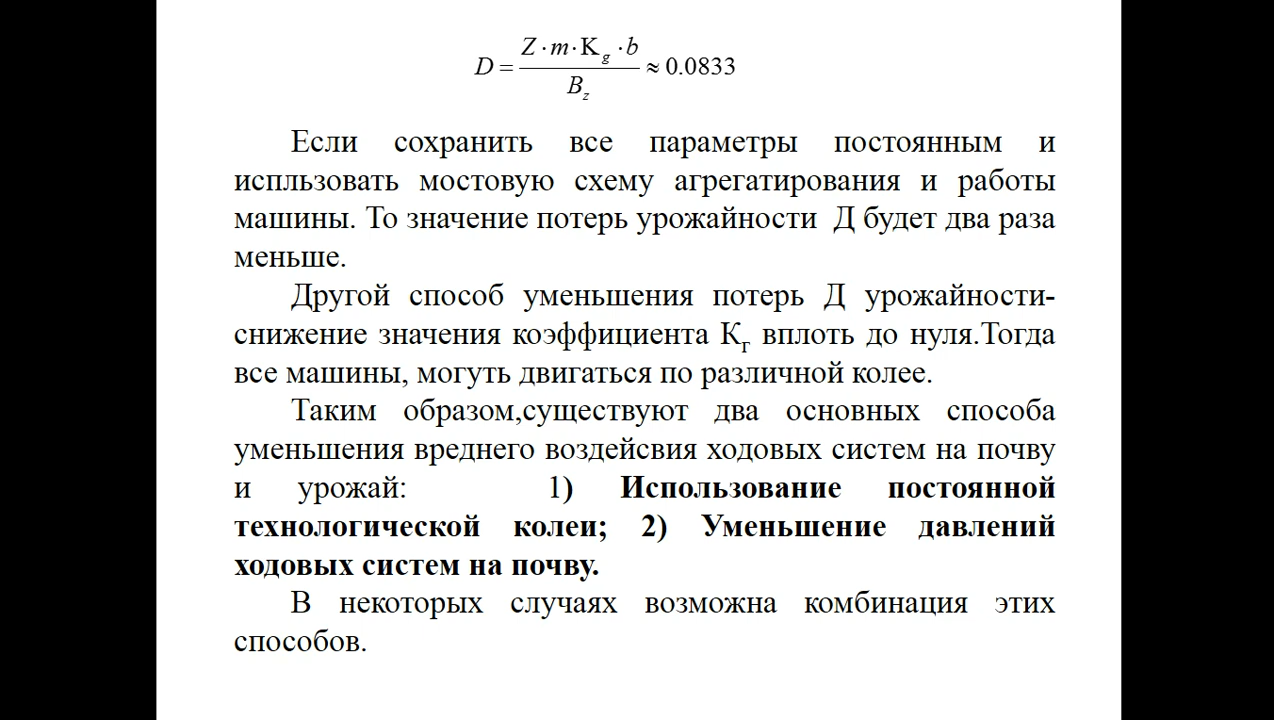 D = Z·m·K_g·b / B_z ≈ 0.0833
Если сохранить все параметры постоянным и
испльзовать мостовую схему агрегатирования и работы
машины. То значение потерь урожайности Д будет два раза
меньше.
Другой способ уменьшения потерь Д урожайности-
снижение значения коэффициента Кг вплоть до нуля.Тогда
все машины, могуть двигаться по различной колее.
Таким образом,существуют два основных способа
уменьшения вреднего воздейсвия ходовых систем на почву
и урожай: 1) Использование постоянной
технологической колеи; 2) Уменьшение давлений
ходовых систем на почву.
В некоторых случаях возможна комбинация этих
способов.